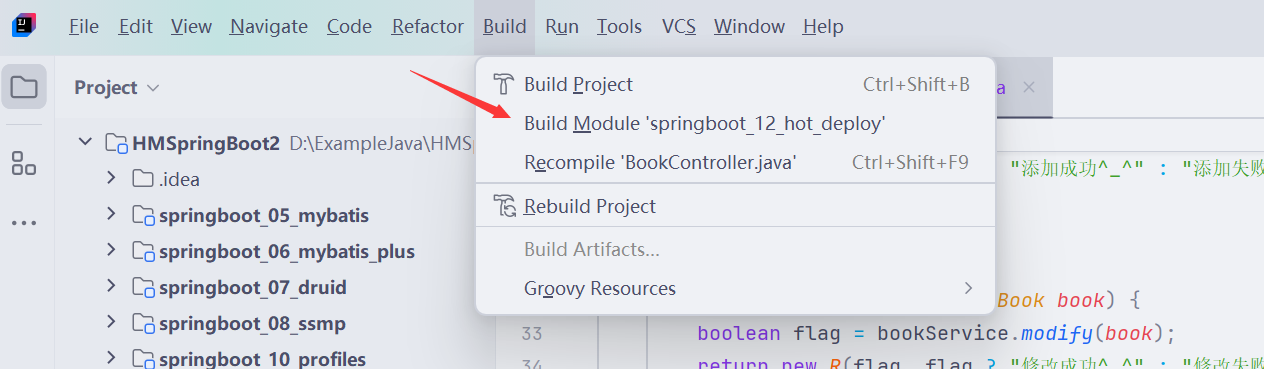 File Edit View Navigate Code Refactor Build Run Tools VCS Window Help
Project
HMSpringBoot2 D:\ExampleJava\HMS
.idea
springboot_05_mybatis
springboot_06_mybatis_plus
springboot_07_druid
springboot_08_ssmp
springboot_10_profiles
Build Project Ctrl+Shift+B
Build Module 'springboot_12_hot_deploy'
Recompile 'BookController.java' Ctrl+Shift+F9
Rebuild Project
Build Artifacts...
Groovy Resources
a
"添加成功^_^" : "添加失败
Book book) {
33 boolean flag = bookService.modify(book);
34 return new R(flag, flag ? "修改成功^_^" : "修改失败